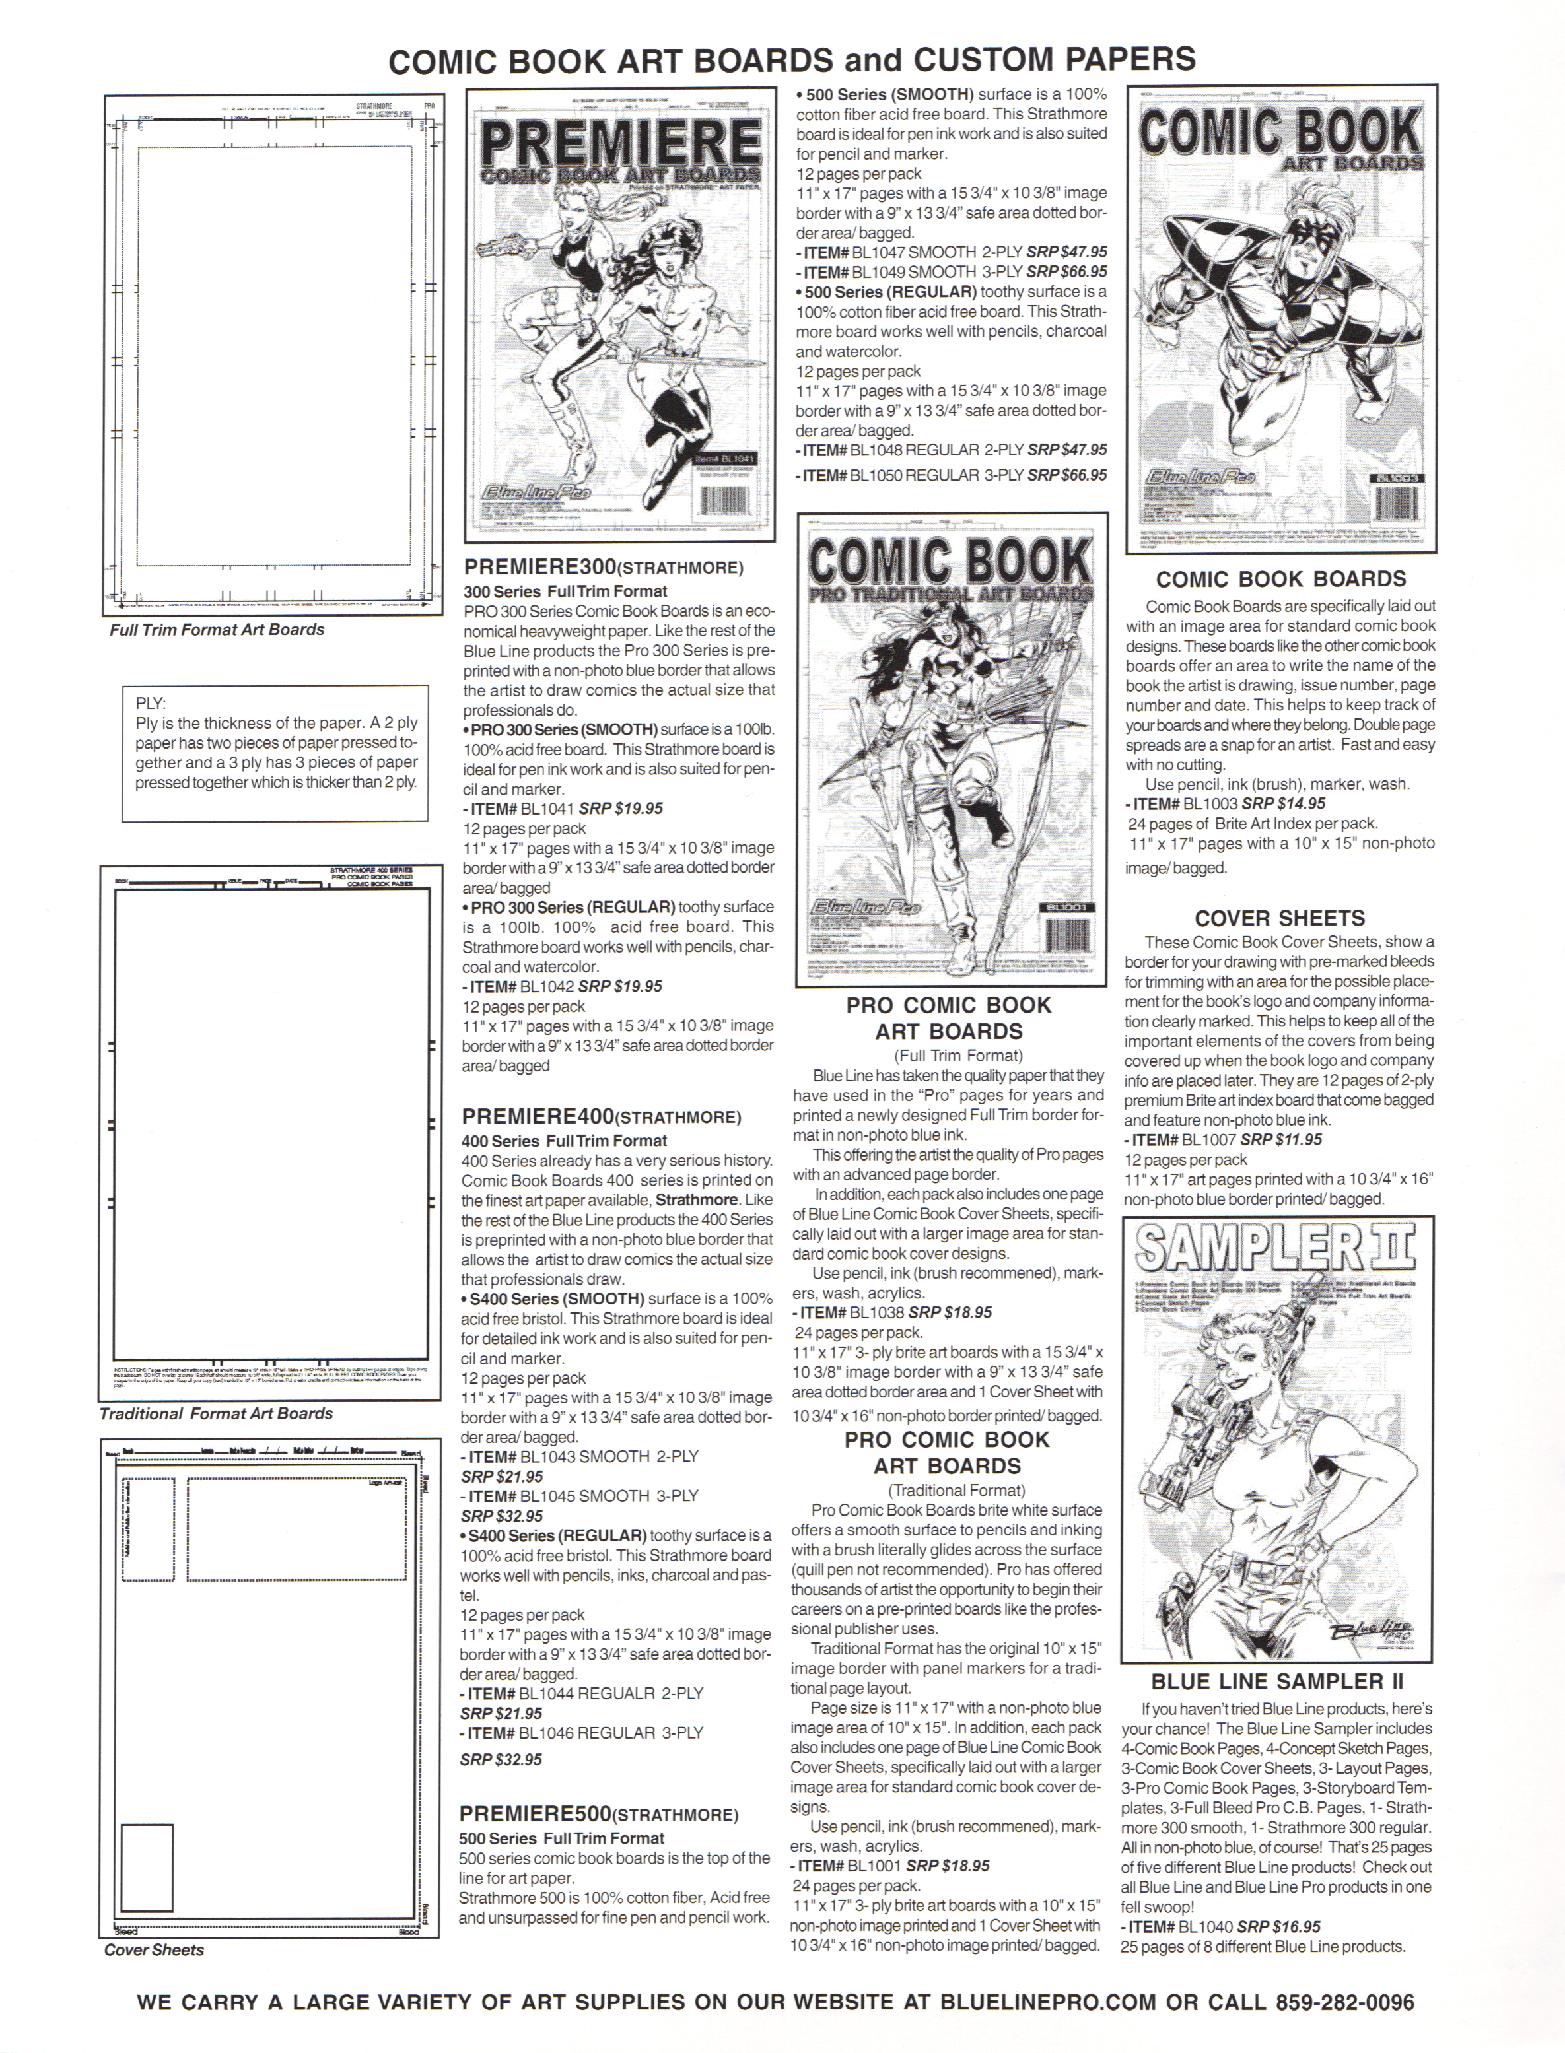 COMIC BOOK ART BOARDS and CUSTOM PAPERS
STRATHMORE PRO
Full Trim Format Art Boards
PLY:
Ply is the thickness of the paper. A 2 ply
paper has two pieces of paper pressed to-
gether and a 3 ply has 3 pieces of paper
pressed together which is thicker than 2 ply.
STRATHMORE 400 SERIES
PRO COMIC BOOK PAPER
COMIC BOOK PAGES
Traditional Format Art Boards
Logo Area
Bleed
Bleed
Cover Sheets
PREMIERE
COMIC BOOK ART BOARDS
Printed on STRATHMORE ART PAPER
Item# BL1041
Blue Line Pro
PREMIERE300(STRATHMORE)
300 Series Full Trim Format
PRO 300 Series Comic Book Boards is an eco-
nomical heavyweight paper. Like the rest of the
Blue Line products the Pro 300 Series is pre-
printed with a non-photo blue border that allows
the artist to draw comics the actual size that
professionals do.
• PRO 300 Series (SMOOTH) surface is a 100lb.
100% acid free board. This Strathmore board is
ideal for pen ink work and is also suited for pen-
cil and marker.
- ITEM# BL1041 SRP $19.95
12 pages per pack
11" x 17" pages with a 15 3/4" x 10 3/8" image
border with a 9" x 13 3/4" safe area dotted border
area/ bagged
• PRO 300 Series (REGULAR) toothy surface
is a 100lb. 100% acid free board. This
Strathmore board works well with pencils, char-
coal and watercolor.
- ITEM# BL1042 SRP $19.95
12 pages per pack
11" x 17" pages with a 15 3/4" x 10 3/8" image
border with a 9" x 13 3/4" safe area dotted border
area/ bagged
PREMIERE400(STRATHMORE)
400 Series Full Trim Format
400 Series already has a very serious history.
Comic Book Boards 400 series is printed on
the finest art paper available, Strathmore. Like
the rest of the Blue Line products the 400 Series
is preprinted with a non-photo blue border that
allows the artist to draw comics the actual size
that professionals draw.
• S400 Series (SMOOTH) surface is a 100%
acid free bristol. This Strathmore board is ideal
for detailed ink work and is also suited for pen-
cil and marker.
12 pages per pack
11" x 17" pages with a 15 3/4" x 10 3/8" image
border with a 9" x 13 3/4" safe area dotted bor-
der area/ bagged.
- ITEM# BL1043 SMOOTH 2-PLY
SRP $21.95
- ITEM# BL1045 SMOOTH 3-PLY
SRP $32.95
• S400 Series (REGULAR) toothy surface is a
100% acid free bristol. This Strathmore board
works well with pencils, inks, charcoal and pas-
tel.
12 pages per pack
11" x 17" pages with a 15 3/4" x 10 3/8" image
border with a 9" x 13 3/4" safe area dotted bor-
der area/ bagged.
- ITEM# BL1044 REGUALR 2-PLY
SRP $21.95
- ITEM# BL1046 REGULAR 3-PLY
SRP $32.95
PREMIERE500(STRATHMORE)
500 Series Full Trim Format
500 series comic book boards is the top of the
line for art paper.
Strathmore 500 is 100% cotton fiber, Acid free
and unsurpassed for fine pen and pencil work.
• 500 Series (SMOOTH) surface is a 100%
cotton fiber acid free board. This Strathmore
board is ideal for pen ink work and is also suited
for pencil and marker.
12 pages per pack
11" x 17" pages with a 15 3/4" x 10 3/8" image
border with a 9" x 13 3/4" safe area dotted bor-
der area/ bagged.
- ITEM# BL1047 SMOOTH 2-PLY SRP $47.95
- ITEM# BL1049 SMOOTH 3-PLY SRP $66.95
• 500 Series (REGULAR) toothy surface is a
100% cotton fiber acid free board. This Strath-
more board works well with pencils, charcoal
and watercolor.
12 pages per pack
11" x 17" pages with a 15 3/4" x 10 3/8" image
border with a 9" x 13 3/4" safe area dotted bor-
der area/ bagged.
- ITEM# BL1048 REGULAR 2-PLY SRP $47.95
- ITEM# BL1050 REGULAR 3-PLY SRP $66.95
COMIC BOOK
PRO TRADITIONAL ART BOARDS
Blue Line Pro
BL1001
PRO COMIC BOOK
ART BOARDS
(Full Trim Format)
Blue Line has taken the quality paper that they
have used in the "Pro" pages for years and
printed a newly designed Full Trim border for-
mat in non-photo blue ink.
This offering the artist the quality of Pro pages
with an advanced page border.
In addition, each pack also includes one page
of Blue Line Comic Book Cover Sheets, specifi-
cally laid out with a larger image area for stan-
dard comic book cover designs.
Use pencil, ink (brush recommened), mark-
ers, wash, acrylics.
- ITEM# BL1038 SRP $18.95
24 pages per pack.
11" x 17" 3- ply brite art boards with a 15 3/4" x
10 3/8" image border with a 9" x 13 3/4" safe
area dotted border area and 1 Cover Sheet with
10 3/4" x 16" non-photo border printed/ bagged.
PRO COMIC BOOK
ART BOARDS
(Traditional Format)
Pro Comic Book Boards brite white surface
offers a smooth surface to pencils and inking
with a brush literally glides across the surface
(quill pen not recommended). Pro has offered
thousands of artist the opportunity to begin their
careers on a pre-printed boards like the profes-
sional publisher uses.
Traditional Format has the original 10" x 15"
image border with panel markers for a tradi-
tional page layout.
Page size is 11" x 17" with a non-photo blue
image area of 10" x 15". In addition, each pack
also includes one page of Blue Line Comic Book
Cover Sheets, specifically laid out with a larger
image area for standard comic book cover de-
signs.
Use pencil, ink (brush recommened), mark-
ers, wash, acrylics.
- ITEM# BL1001 SRP $18.95
24 pages per pack.
11" x 17" 3- ply brite art boards with a 10" x 15"
non-photo image printed and 1 Cover Sheet with
10 3/4" x 16" non-photo image printed/ bagged.
COMIC BOOK
ART BOARDS
Blue Line Pro
BL1003
COMIC BOOK BOARDS
Comic Book Boards are specifically laid out
with an image area for standard comic book
designs. These boards like the other comic book
boards offer an area to write the name of the
book the artist is drawing, issue number, page
number and date. This helps to keep track of
your boards and where they belong. Double page
spreads are a snap for an artist. Fast and easy
with no cutting.
Use pencil, ink (brush), marker, wash.
- ITEM# BL1003 SRP $14.95
24 pages of Brite Art Index per pack.
11" x 17" pages with a 10" x 15" non-photo
image/ bagged.
COVER SHEETS
These Comic Book Cover Sheets, show a
border for your drawing with pre-marked bleeds
for trimming with an area for the possible place-
ment for the book's logo and company informa-
tion clearly marked. This helps to keep all of the
important elements of the covers from being
covered up when the book logo and company
info are placed later. They are 12 pages of 2-ply
premium Brite art index board that come bagged
and feature non-photo blue ink.
- ITEM# BL1007 SRP $11.95
12 pages per pack
11" x 17" art pages printed with a 10 3/4" x 16"
non-photo blue border printed/ bagged.
SAMPLER II
Blue Line
PRO
BLUE LINE SAMPLER II
If you haven't tried Blue Line products, here's
your chance! The Blue Line Sampler includes
4-Comic Book Pages, 4-Concept Sketch Pages,
3-Comic Book Cover Sheets, 3- Layout Pages,
3-Pro Comic Book Pages, 3-Storyboard Tem-
plates, 3-Full Bleed Pro C.B. Pages, 1- Strath-
more 300 smooth, 1- Strathmore 300 regular.
All in non-photo blue, of course! That's 25 pages
of five different Blue Line products! Check out
all Blue Line and Blue Line Pro products in one
fell swoop!
- ITEM# BL1040 SRP $16.95
25 pages of 8 different Blue Line products.
WE CARRY A LARGE VARIETY OF ART SUPPLIES ON OUR WEBSITE AT BLUELINEPRO.COM OR CALL 859-282-0096